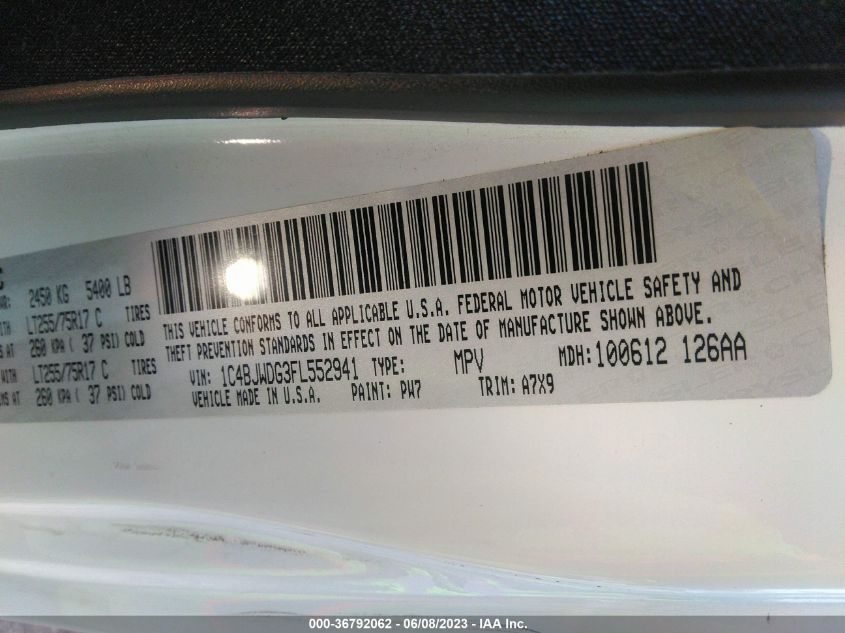 2450 KG 5400 LB
LT255/75R17 C TIRES
260 KPA ( 37 PSI) COLD
WITH LT255/75R17 C TIRES
AT 260 KPA ( 37 PSI) COLD
THIS VEHICLE CONFORMS TO ALL APPLICABLE U.S.A. FEDERAL MOTOR VEHICLE SAFETY AND
THEFT PREVENTION STANDARDS IN EFFECT ON THE DATE OF MANUFACTURE SHOWN ABOVE.
VIN: 1C4BJWDG3FL552941 TYPE: MPV MDH:100612 126AA
VEHICLE MADE IN U.S.A. PAINT: PW7 TRIM: A7X9
000-36792062 - 06/08/2023 - IAA Inc.